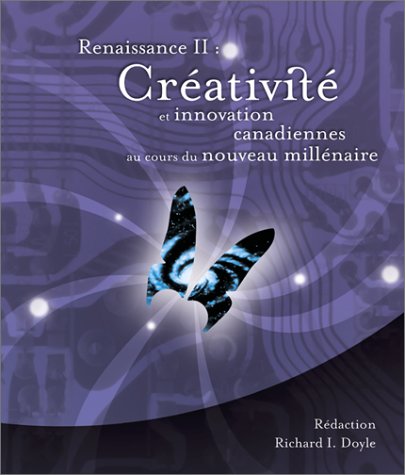 Renaissance II :
Créativité
et innovation
canadiennes
au cours du nouveau millénaire
Rédaction
Richard I. Doyle